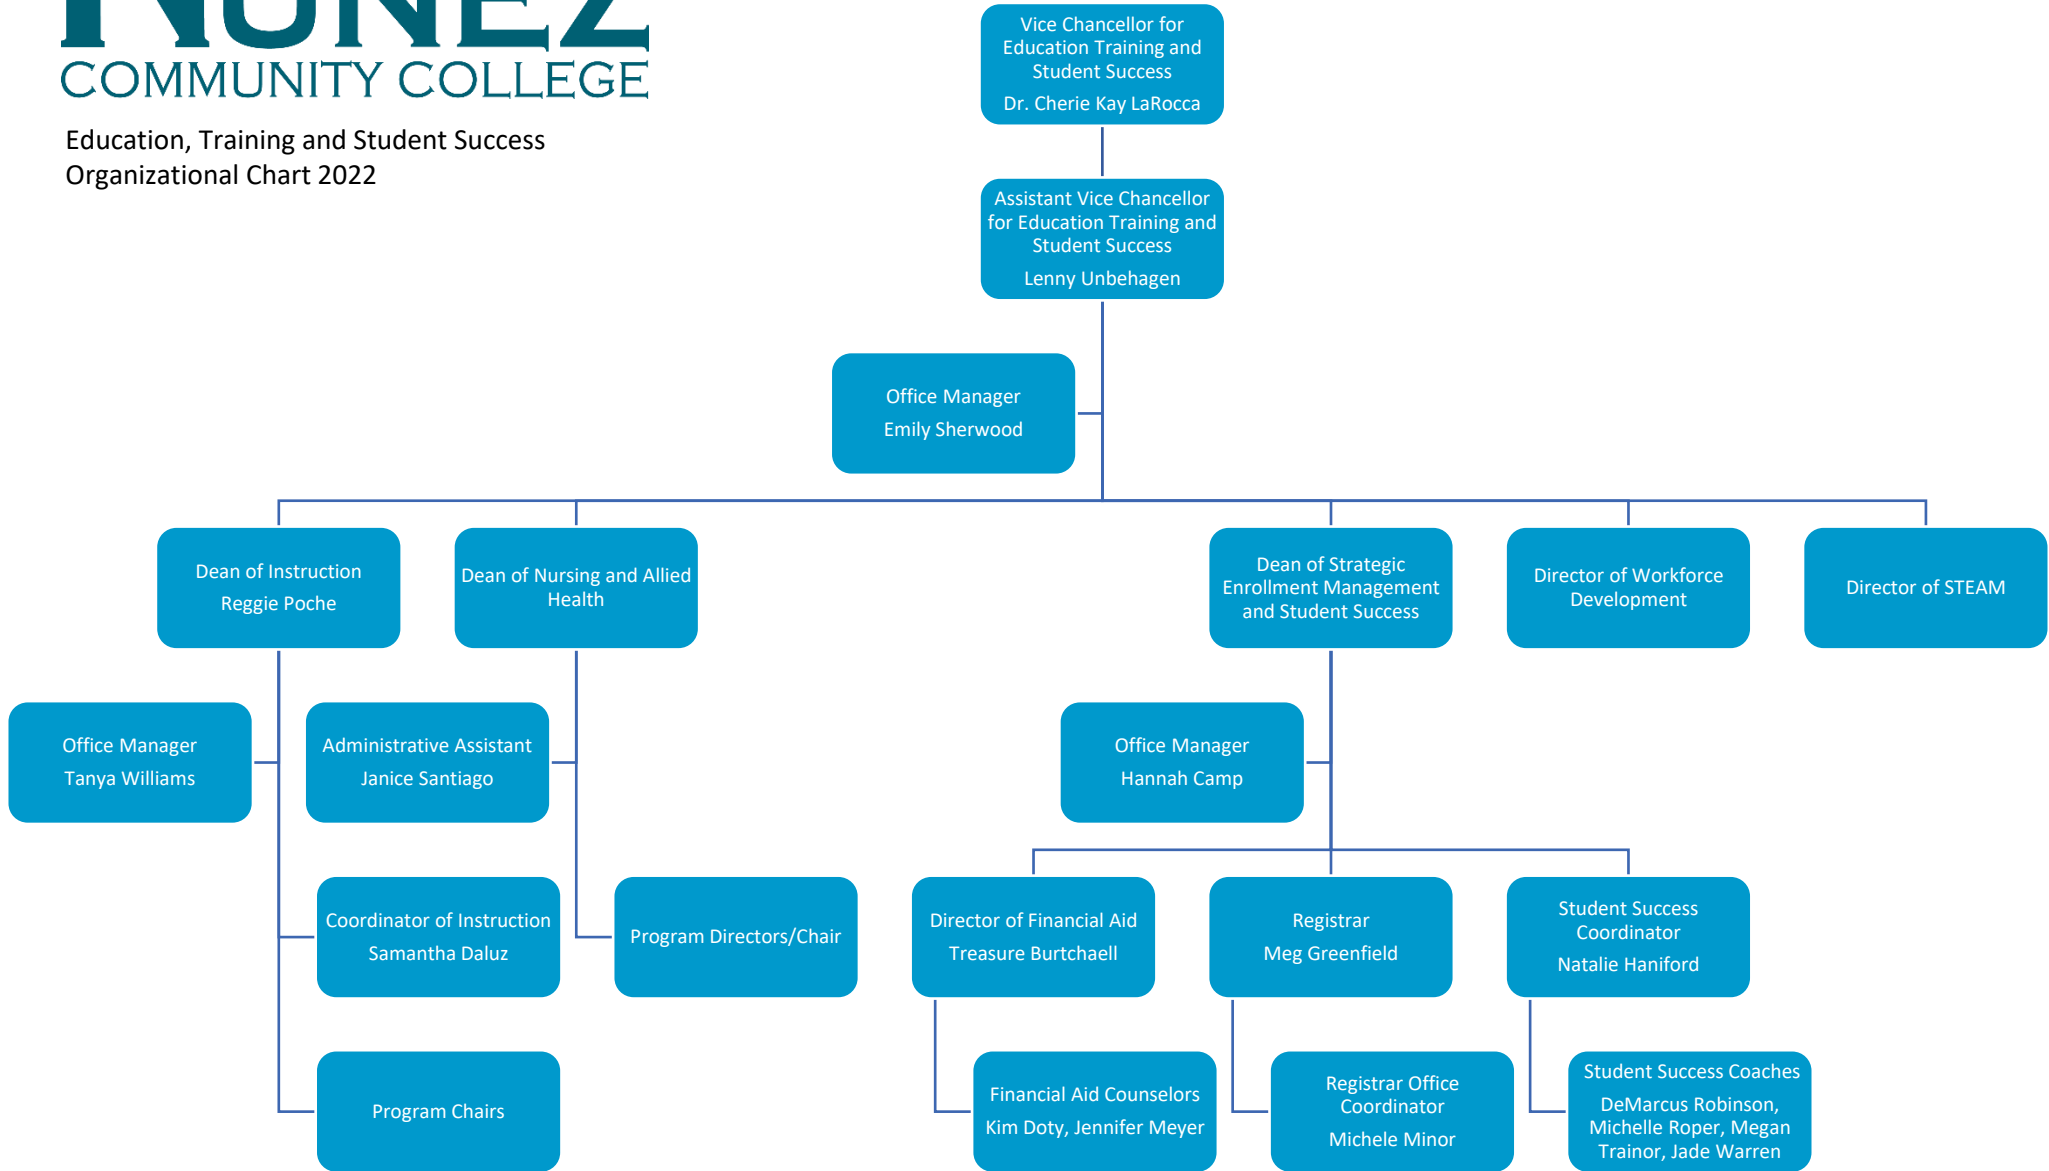 NUNEZ
COMMUNITY COLLEGE
Education, Training and Student Success
Organizational Chart 2022
Vice Chancellor for
Education Training and
Student Success
Dr. Cherie Kay LaRocca
Assistant Vice Chancellor
for Education Training and
Student Success
Lenny Unbehagen
Office Manager
Emily Sherwood
Dean of Instruction
Reggie Poche
Dean of Nursing and Allied
Health
Dean of Strategic
Enrollment Management
and Student Success
Director of Workforce
Development
Director of STEAM
Office Manager
Tanya Williams
Administrative Assistant
Janice Santiago
Office Manager
Hannah Camp
Coordinator of Instruction
Samantha Daluz
Program Directors/Chair
Director of Financial Aid
Treasure Burtchaell
Registrar
Meg Greenfield
Student Success
Coordinator
Natalie Haniford
Program Chairs
Financial Aid Counselors
Kim Doty, Jennifer Meyer
Registrar Office
Coordinator
Michele Minor
Student Success Coaches
DeMarcus Robinson,
Michelle Roper, Megan
Trainor, Jade Warren